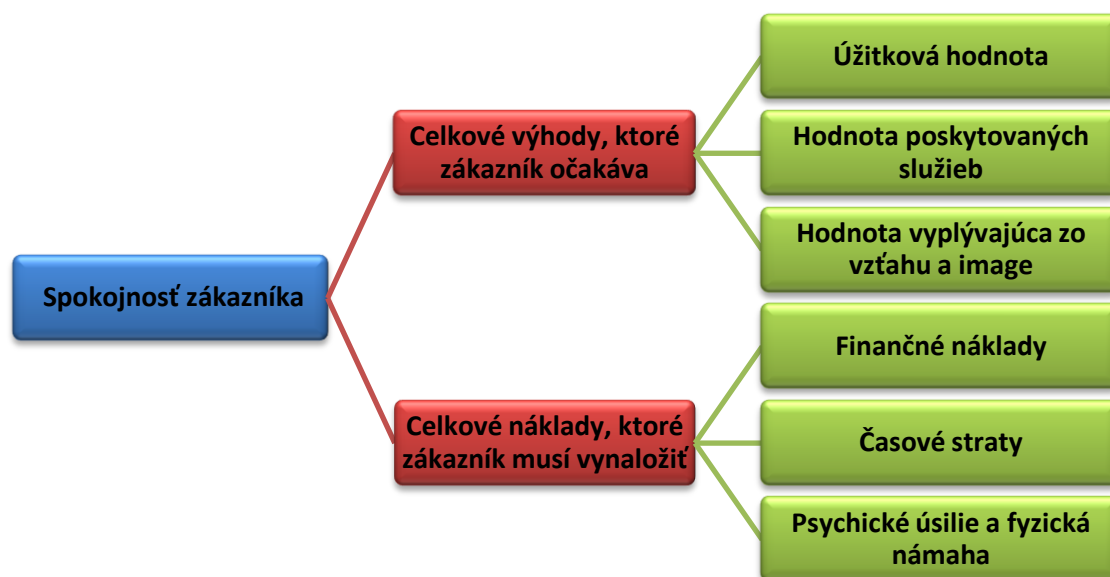 Úžitková hodnota
Celkové výhody, ktoré
zákazník očakáva
Hodnota poskytovaných
služieb
Hodnota vyplývajúca zo
vzťahu a image
Spokojnosť zákazníka
Finančné náklady
Celkové náklady, ktoré
zákazník musí vynaložiť
Časové straty
Psychické úsilie a fyzická
námaha